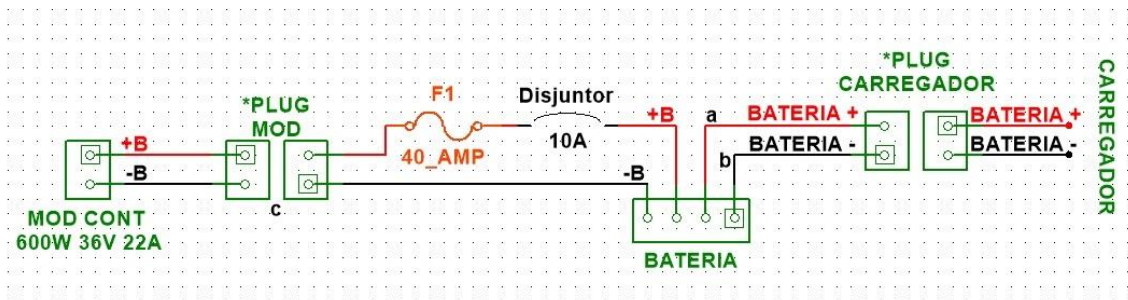 *PLUG
MOD
+B
-B
c
MOD CONT
600W 36V 22A
F1
40_AMP
Disjuntor
10A
+B
-B
BATERIA
a
b
BATERIA +
BATERIA -
*PLUG
CARREGADOR
BATERIA +
BATERIA -
CARREGADOR